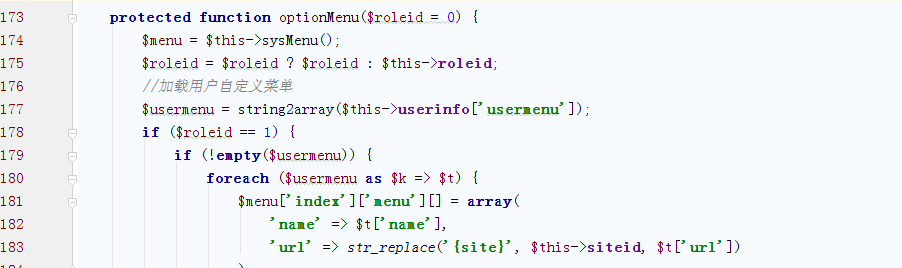 173 protected function optionMenu($roleid = 0) {
174 $menu = $this->sysMenu();
175 $roleid = $roleid ? $roleid : $this->roleid;
176 //加载用户自定义菜单
177 $usermenu = string2array($this->userinfo['usermenu']);
178 if ($roleid == 1) {
179 if (!empty($usermenu)) {
180 foreach ($usermenu as $k => $t) {
181 $menu['index']['menu'][] = array(
182 'name' => $t['name'],
183 'url' => str_replace('{site}', $this->siteid, $t['url'])